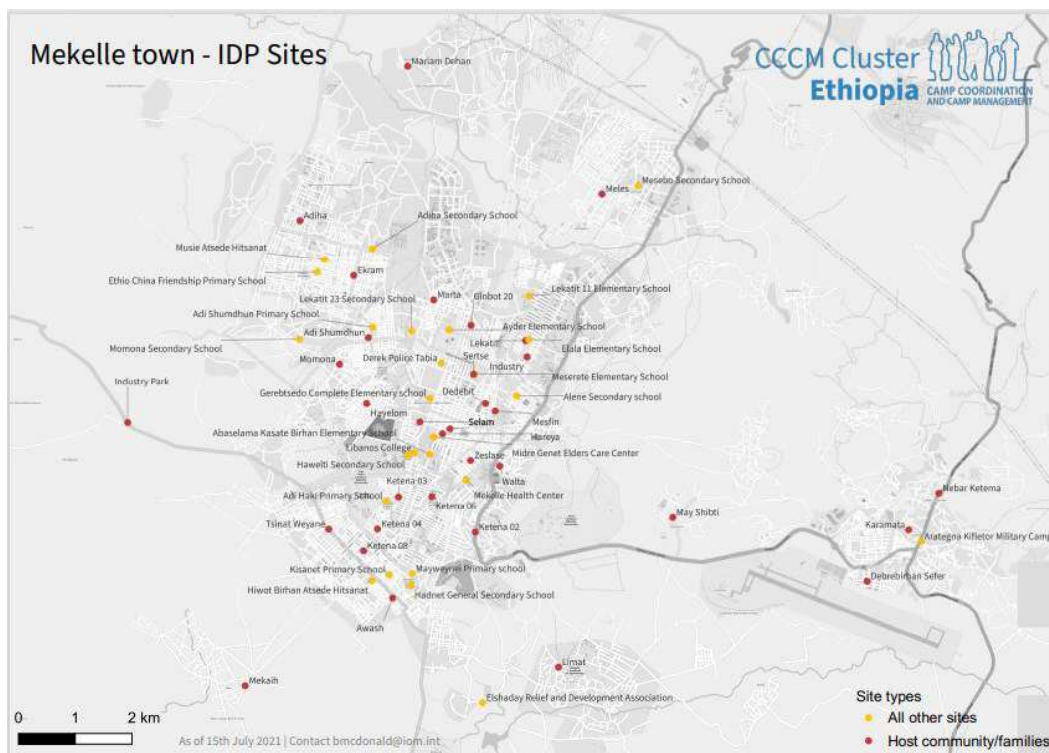 Mekelle town - IDP Sites
CCCM Cluster
Ethiopia
CAMP COORDINATION
AND CAMP MANAGEMENT
Mariam Dehan
Mesebo Secondary School
Meles
Adiha
Adiha Secondary School
Musie Atsede Hitsanat
Ekram
Ethio China Friendship Primary School
Lekatit 11 Elementary School
Lekatit 23 Secondary School
Marta
Globot 20
Adi Shumdhun Primary School
Adi Shumdhun
Ayder Elementary School
Lekatit
Momona Secondary School
Elala Elementary School
Derek Police Tabia
Sertse
Momona
Industry
Meserete Elementary School
Industry Park
Gerebtsedo Complete Elementary school
Dedebit
Alene Secondary school
Hayelom
Selam
Mesfin
Abaselama Kasate Birhan Elementary School
Hareya
Libanos College
Midre Genet Elders Care Center
Hawelti Secondary School
Zeslase
Ketena 03
Walta
Adi Haki Primary School
Mekelle Health Center
Ketena 06
Nebar Ketema
May Shibti
Tsinat Weyane
Ketena 04
Ketena 02
Karamata
Arategna Kifletor Military Camp
Ketena 08
Kisanet Primary School
Mayweyni Primary school
Debrebirhan Sefer
Hiwot Birhan Atsede Hitsanat
Hadnet General Secondary School
Awash
Limat
Mekaih
Elshaday Relief and Development Association
Site types
All other sites
Host community/families
0 1 2 km
As of 15th July 2021 | Contact bmcdonald@iom.int